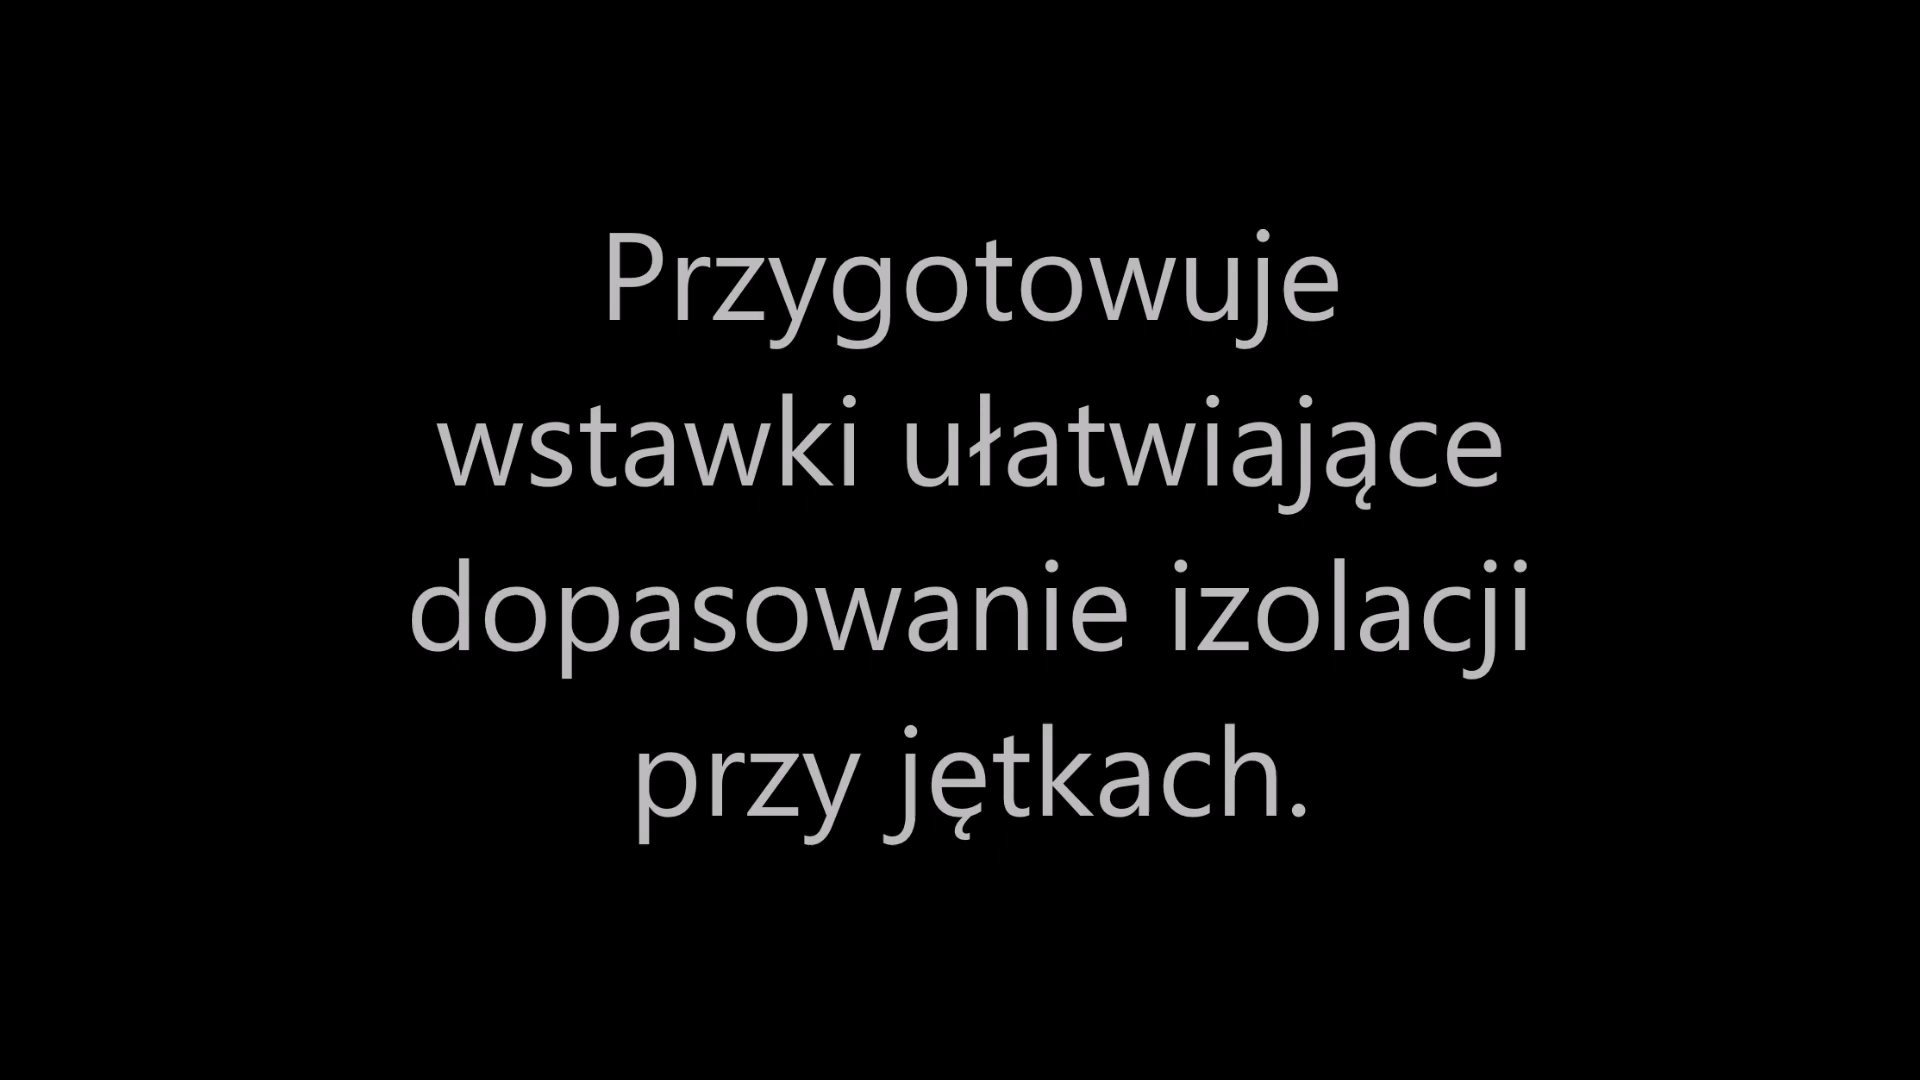 Przygotowuje
wstawki ułatwiające
dopasowanie izolacji
przy jętkach.